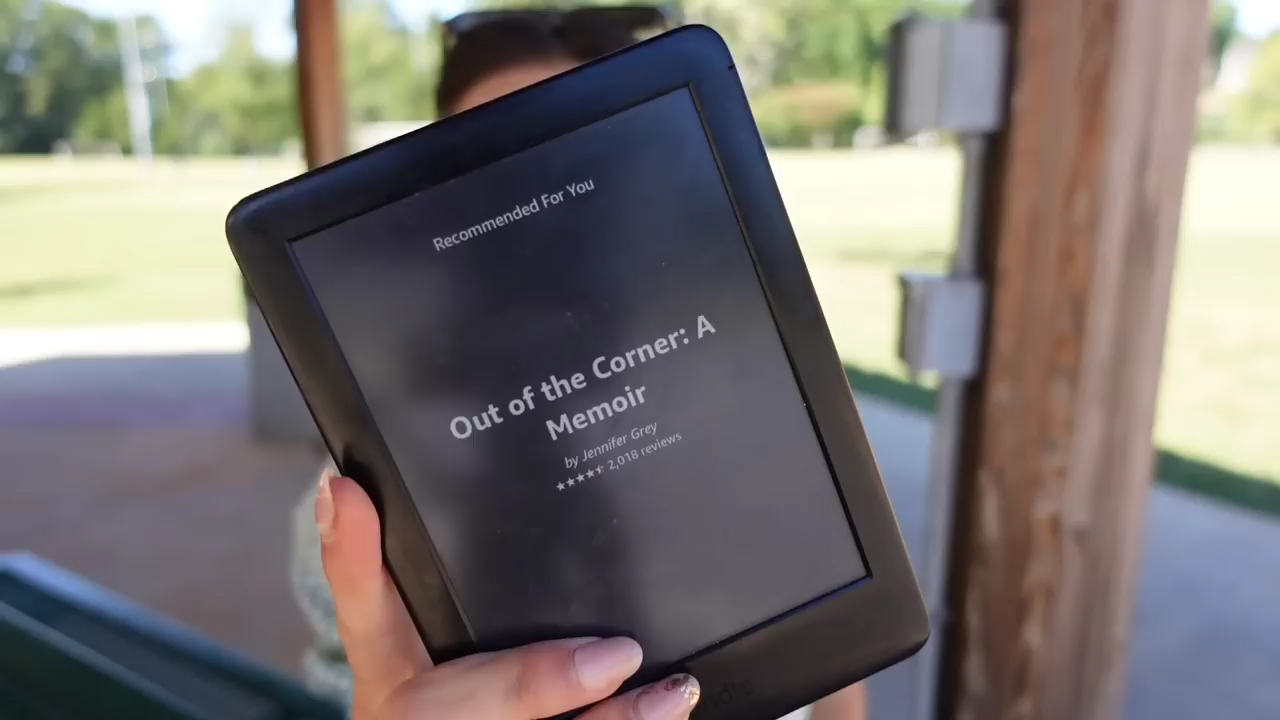 Recommended For You
Out of the Corner: A
Memoir
by Jennifer Grey
2,018 reviews